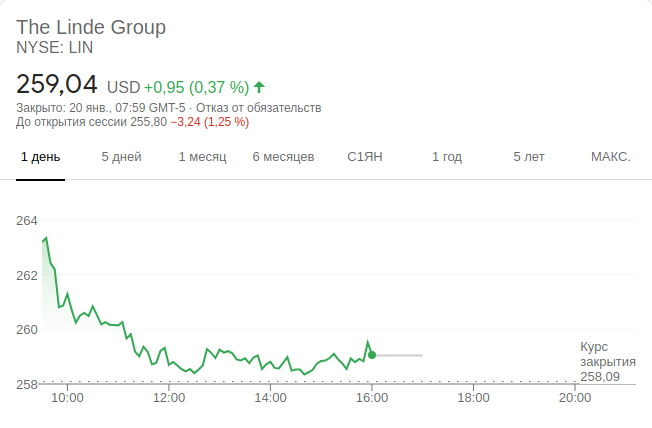 The Linde Group
NYSE: LIN
259,04 USD +0,95 (0,37 %)
Закрыто: 20 янв., 07:59 GMT-5 · Отказ от обязательств
До открытия сессии 255,80 −3,24 (1,25 %)
1 день 5 дней 1 месяц 6 месяцев С1ЯН 1 год 5 лет МАКС.
264
262
260
258
Курс
закрытия
258,09
10:00 12:00 14:00 16:00 18:00 20:00